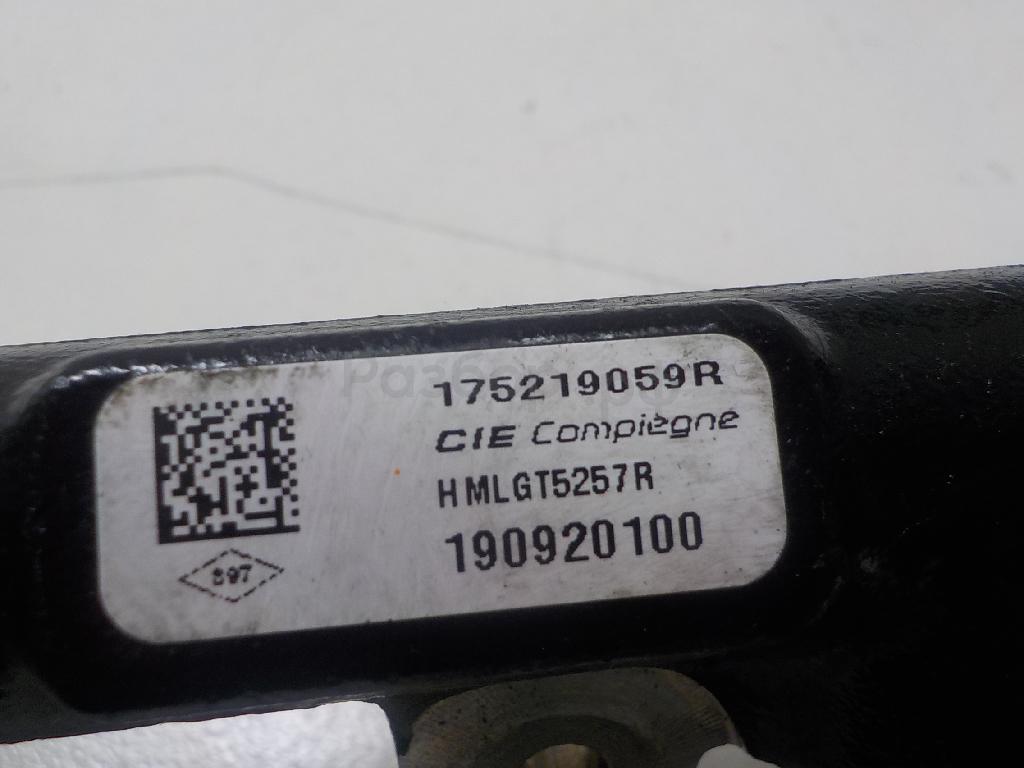 175219059R
CIE Compiègne
HMLGT5257R
190920100
897